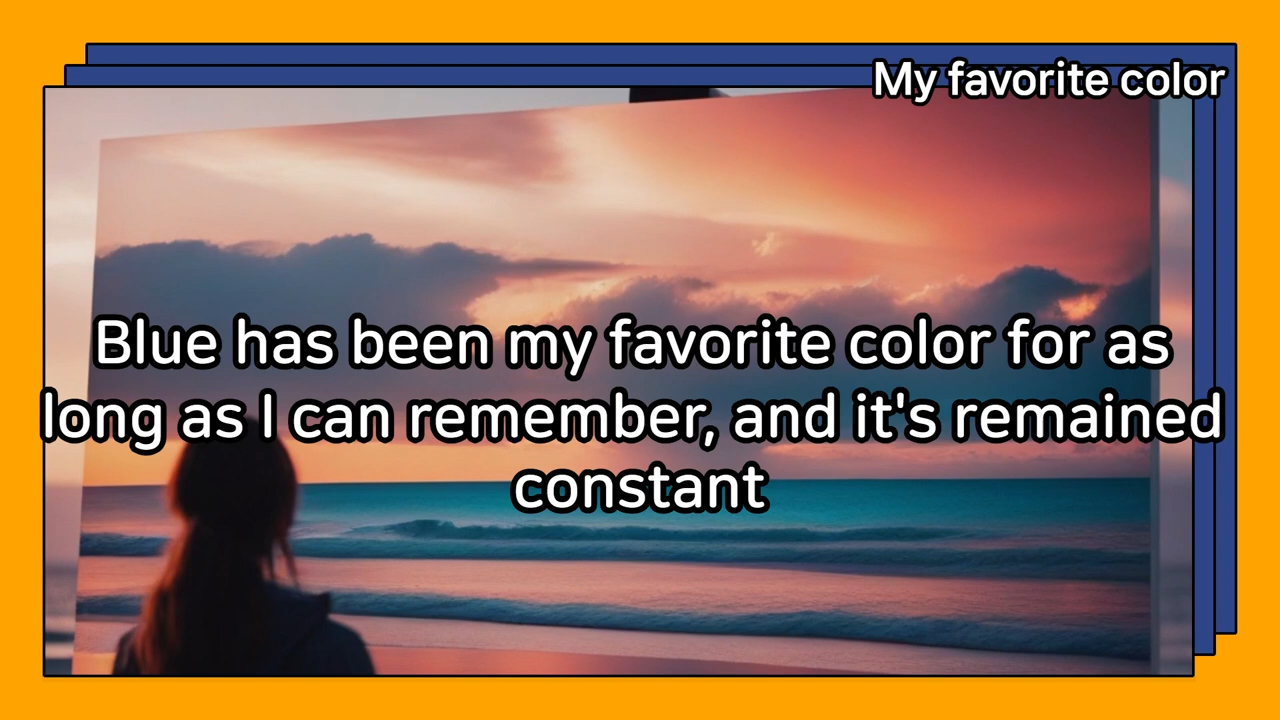 My favorite color
Blue has been my favorite color for as
long as I can remember, and it's remained
constant